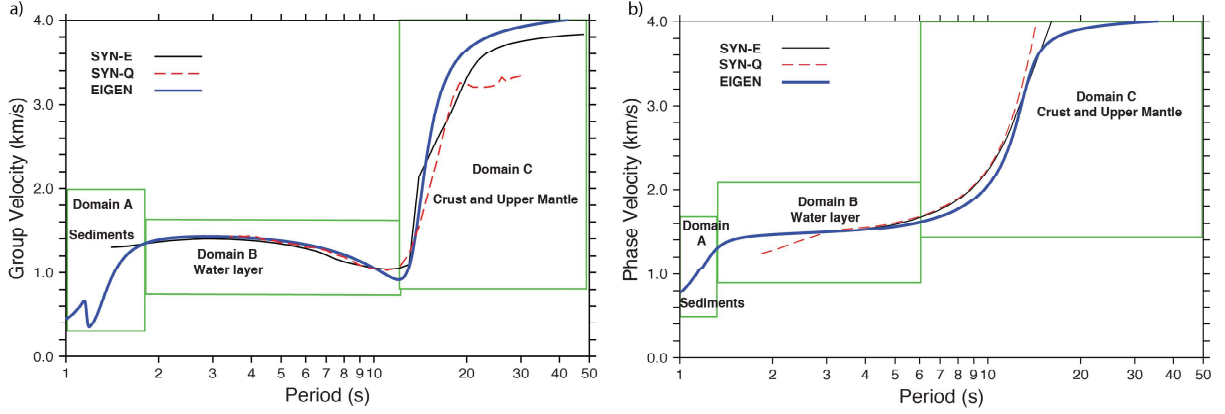 a)
Group Velocity (km/s)
4.0
3.0
2.0
1.0
0.0
SYN-E
SYN-Q
EIGEN
Domain A
Sediments
Domain B
Water layer
Domain C
Crust and Upper Mantle
1 2 3 4 5 6 7 8 9 10 20 30 40 50
Period (s)
b)
Phase Velocity (km/s)
4.0
3.0
2.0
1.0
0.0
SYN-E
SYN-Q
EIGEN
Domain
A
Sediments
Domain B
Water layer
Domain C
Crust and Upper Mantle
1 2 3 4 5 6 7 8 9 10 20 30 40 50
Period (s)